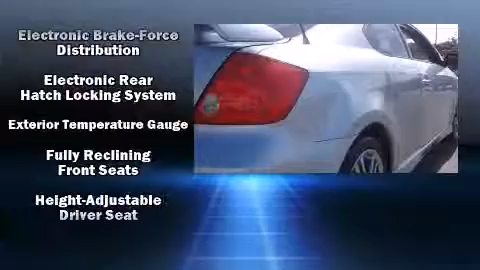 Electronic Brake-Force
Distribution
Electronic Rear
Hatch Locking System
Exterior Temperature Gauge
Fully Reclining
Front Seats
Height-Adjustable
Driver Seat